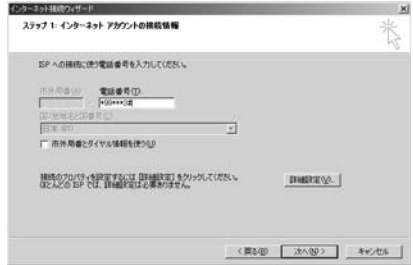 インターネット接続ウィザード
ステップ 1: インターネット アカウントの接続情報
ISP への接続に使う電話番号を入力してください。
市外局番(A) 電話番号(T):
- *99***3#
国/地域名と国番号(C)
日本 (81)
市外局番とダイヤル情報を使う(U)
接続のプロパティを設定するには [詳細設定] をクリックしてください。
ほとんどの ISP では、詳細設定は必要ありません。
詳細設定(V)...
< 戻る(B) 次へ(N) > キャンセル